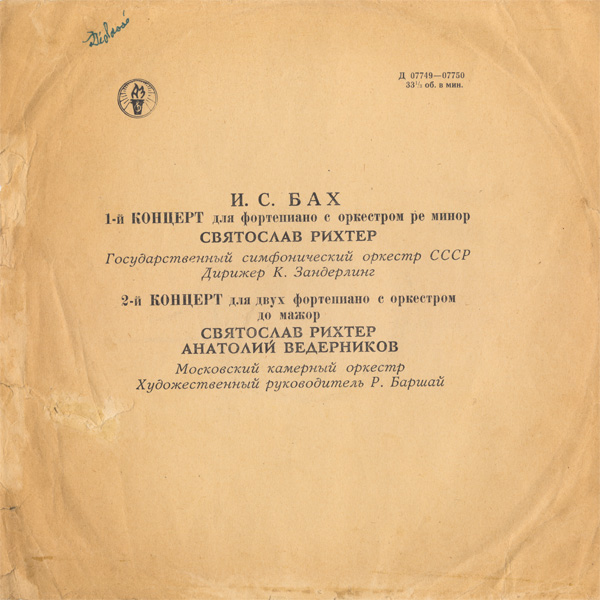 Д 07749—07750
33⅓ об. в мин.
И. С. БАХ
1-й КОНЦЕРТ для фортепиано с оркестром ре минор
СВЯТОСЛАВ РИХТЕР
Государственный симфонический оркестр СССР
Дирижер К. Зандерлинг
2-й КОНЦЕРТ для двух фортепиано с оркестром
до мажор
СВЯТОСЛАВ РИХТЕР
АНАТОЛИЙ ВЕДЕРНИКОВ
Московский камерный оркестр
Художественный руководитель Р. Баршай